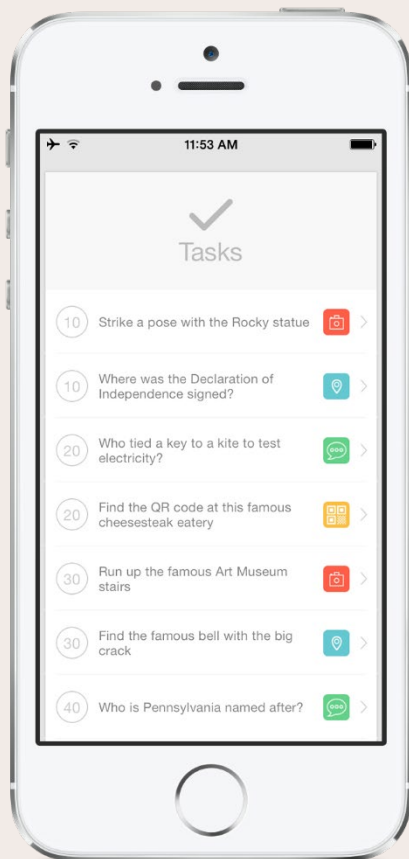 11:53 AM
Tasks
10 Strike a pose with the Rocky statue
10 Where was the Declaration of
Independence signed?
20 Who tied a key to a kite to test
electricity?
20 Find the QR code at this famous
cheesesteak eatery
30 Run up the famous Art Museum
stairs
30 Find the famous bell with the big
crack
40 Who is Pennsylvania named after?